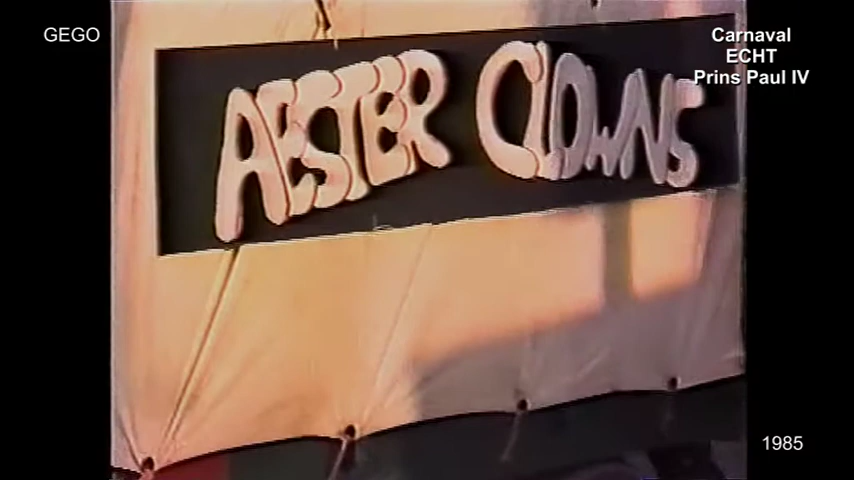 GEGO
Carnaval
ECHT
Prins Paul IV
AESTER CLOWNS
1985